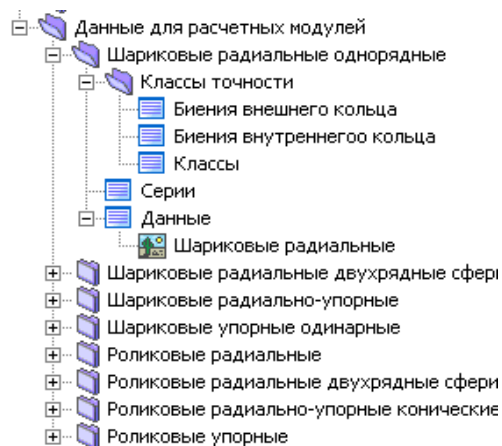 Данные для расчетных модулей
Шариковые радиальные однорядные
Классы точности
Биения внешнего кольца
Биения внутреннегоо кольца
Классы
Серии
Данные
Шариковые радиальные
Шариковые радиальные двухрядные
Шариковые радиально-упорные
Шариковые упорные одинарные
Роликовые радиальные
Роликовые радиальные двухрядные сфери
Роликовые радиально-упорные конические
Роликовые упорные